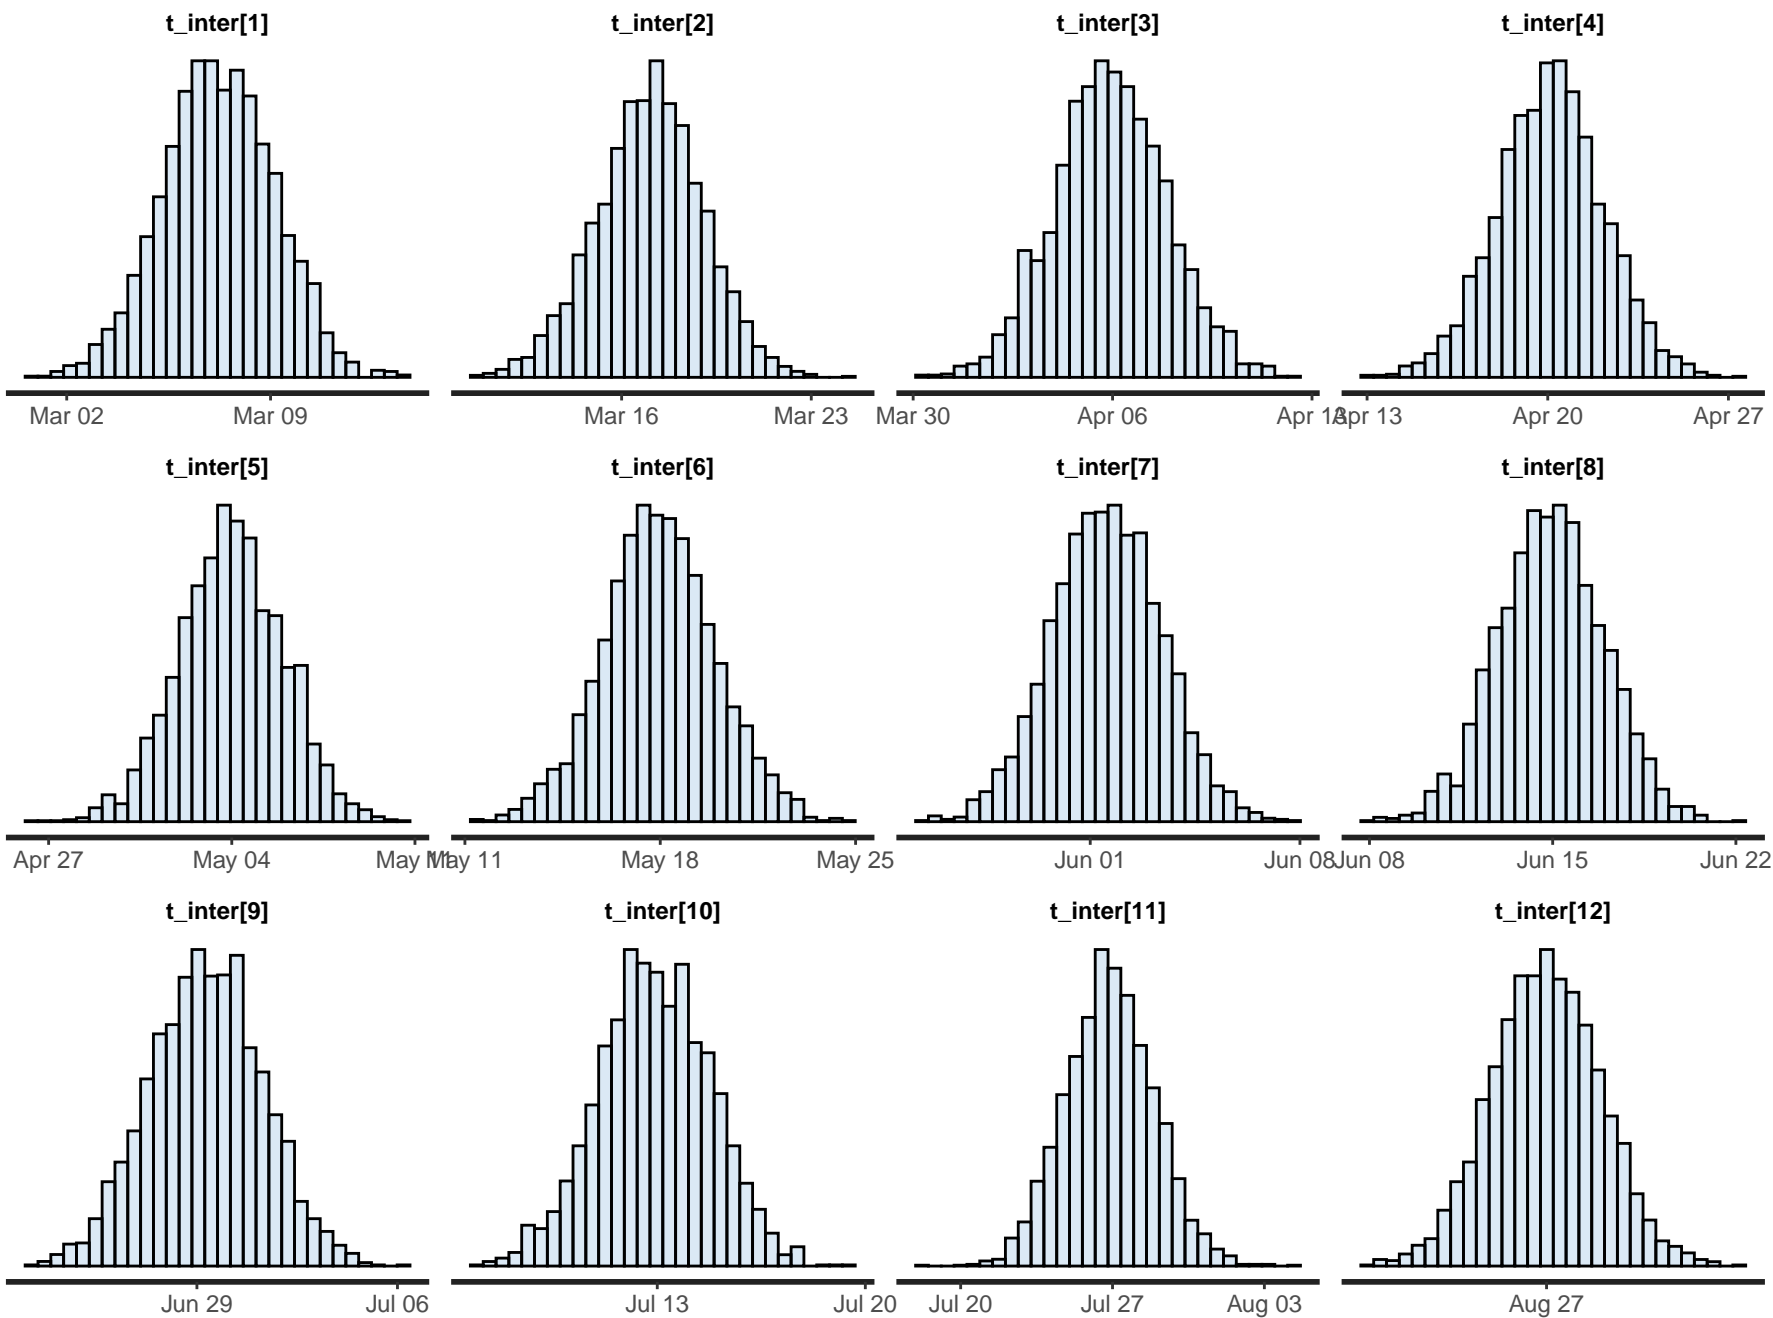 t_inter[1] t_inter[2] t_inter[3] t_inter[4]
Mar 02 Mar 09 Mar 16 Mar 23 Mar 30 Apr 06 Apr 13 Apr 13 Apr 20 Apr 27
t_inter[5] t_inter[6] t_inter[7] t_inter[8]
Apr 27 May 04 May 11 May 11 May 18 May 25 Jun 01 Jun 08 Jun 08 Jun 15 Jun 22
t_inter[9] t_inter[10] t_inter[11] t_inter[12]
Jun 29 Jul 06 Jul 13 Jul 20 Jul 20 Jul 27 Aug 03 Aug 27